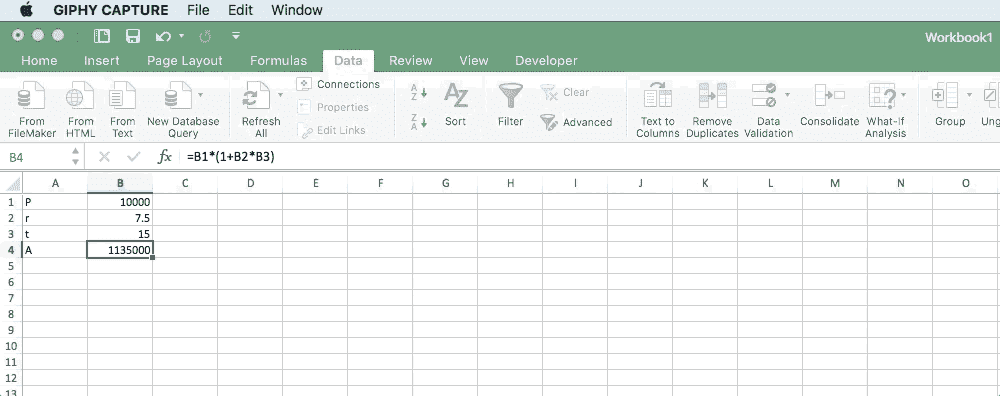 GIPHY CAPTURE File Edit Window
Workbook1
Home Insert Page Layout Formulas Data Review View Developer
From FileMaker From HTML From Text New Database Query Refresh All Connections Properties Edit Links A Z Z A Sort Filter Clear Advanced Text to Columns Remove Duplicates Data Validation Consolidate What-If Analysis Group Ung
B4 fx =B1*(1+B2*B3)
A B C D E F G H I J K L M N O
1 P 10000
2 r 7.5
3 t 15
4 A 1135000
5
6
7
8
9
10
11
12
13